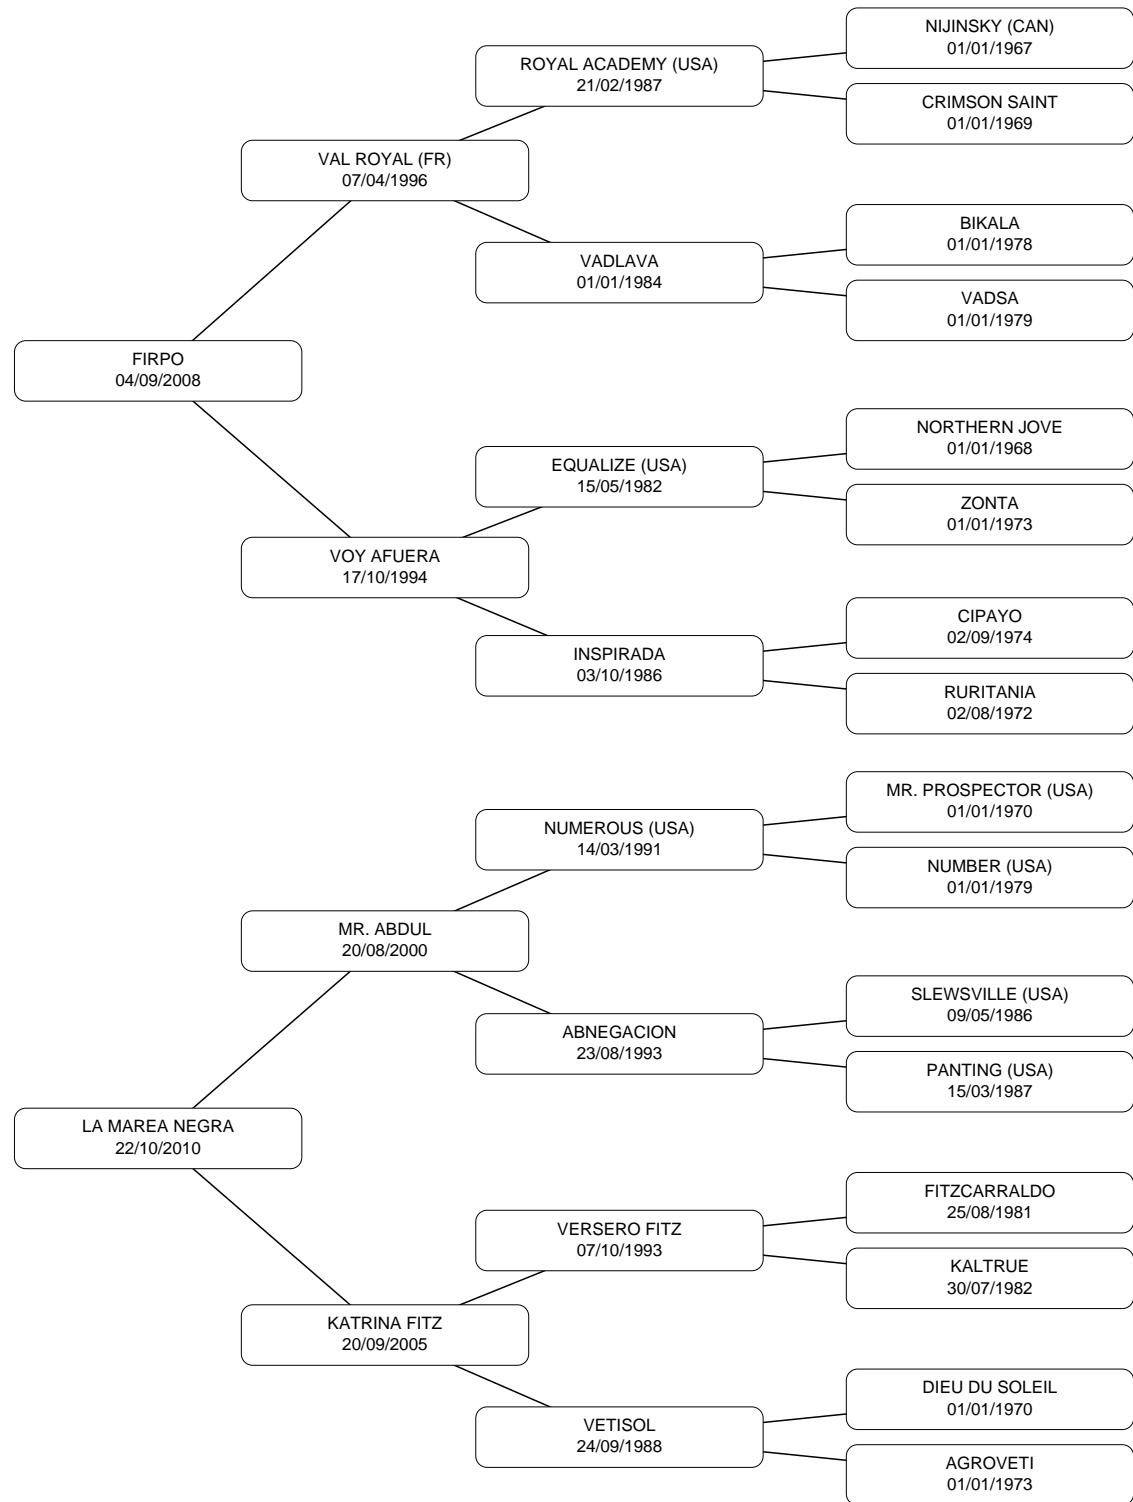 NIJINSKY (CAN)
01/01/1967
ROYAL ACADEMY (USA)
21/02/1987
CRIMSON SAINT
01/01/1969
VAL ROYAL (FR)
07/04/1996
BIKALA
01/01/1978
VADLAVA
01/01/1984
VADSA
01/01/1979
FIRPO
04/09/2008
NORTHERN JOVE
01/01/1968
EQUALIZE (USA)
15/05/1982
ZONTA
01/01/1973
VOY AFUERA
17/10/1994
CIPAYO
02/09/1974
INSPIRADA
03/10/1986
RURITANIA
02/08/1972
MR. PROSPECTOR (USA)
01/01/1970
NUMEROUS (USA)
14/03/1991
NUMBER (USA)
01/01/1979
MR. ABDUL
20/08/2000
SLEWSVILLE (USA)
09/05/1986
ABNEGACION
23/08/1993
PANTING (USA)
15/03/1987
LA MAREA NEGRA
22/10/2010
FITZCARRALDO
25/08/1981
VERSERO FITZ
07/10/1993
KALTRUE
30/07/1982
KATRINA FITZ
20/09/2005
DIEU DU SOLEIL
01/01/1970
VETISOL
24/09/1988
AGROVETI
01/01/1973